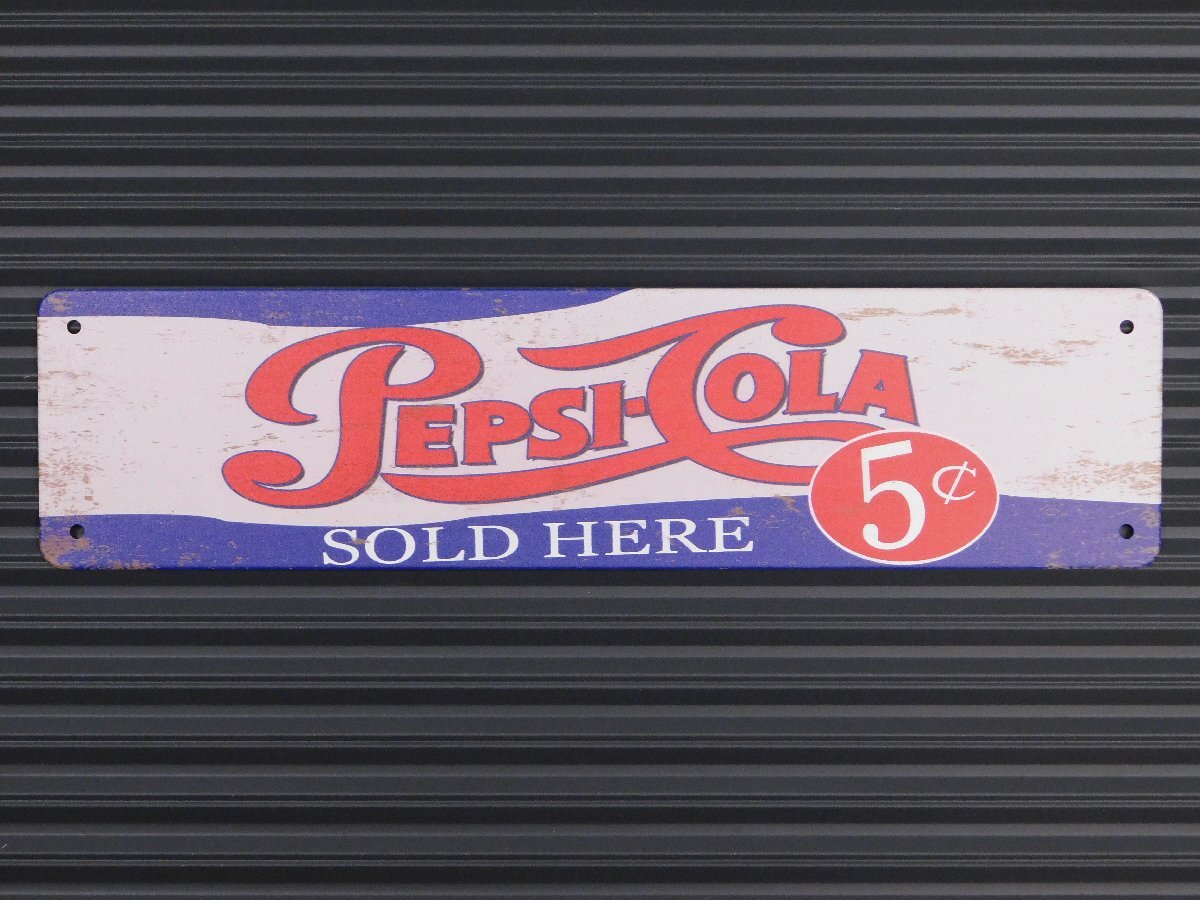 PEPSI-COLA
5¢
SOLD HERE